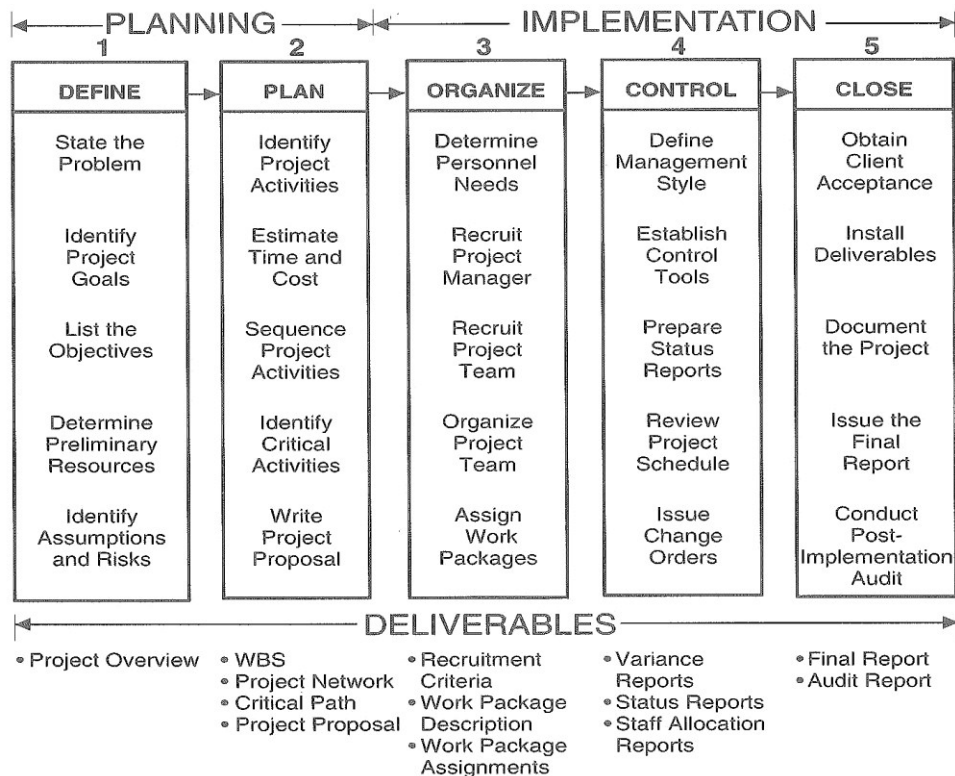 PLANNING
IMPLEMENTATION
1
2
3
4
5
DEFINE
PLAN
ORGANIZE
CONTROL
CLOSE
State the
Problem
Identify
Project
Goals
List the
Objectives
Determine
Preliminary
Resources
Identify
Assumptions
and Risks
Identify
Project
Activities
Estimate
Time and
Cost
Sequence
Project
Activities
Identify
Critical
Activities
Write
Project
Proposal
Determine
Personnel
Needs
Recruit
Project
Manager
Recruit
Project
Team
Organize
Project
Team
Assign
Work
Packages
Define
Management
Style
Establish
Control
Tools
Prepare
Status
Reports
Review
Project
Schedule
Issue
Change
Orders
Obtain
Client
Acceptance
Install
Deliverables
Document
the Project
Issue the
Final
Report
Conduct
Post-
Implementation
Audit
DELIVERABLES
• Project Overview
• WBS
• Project Network
• Critical Path
• Project Proposal
• Recruitment
Criteria
• Work Package
Description
• Work Package
Assignments
• Variance
Reports
• Status Reports
• Staff Allocation
Reports
• Final Report
• Audit Report